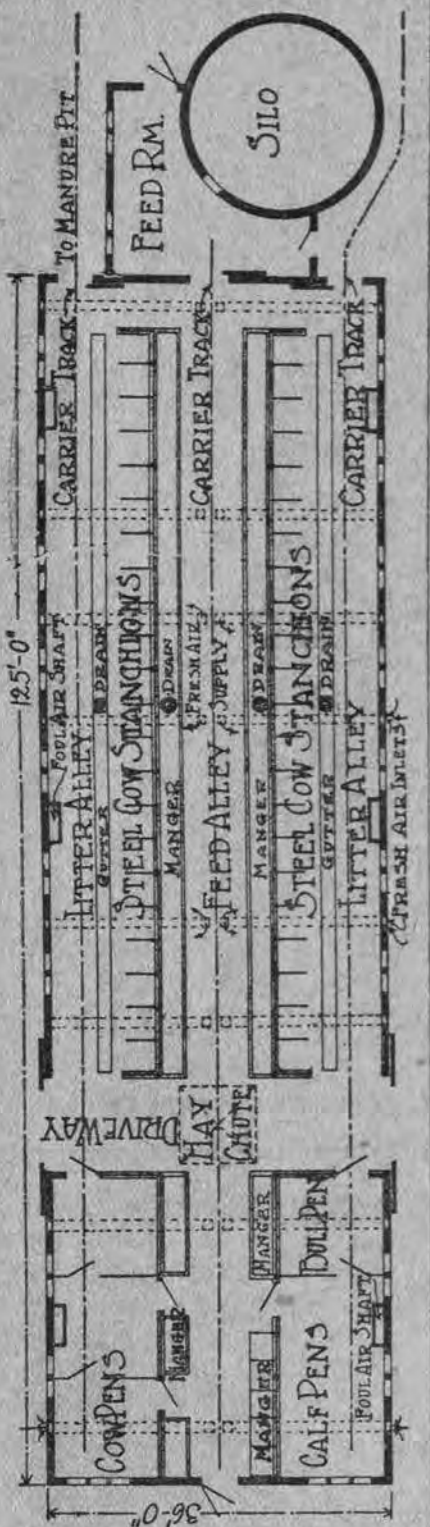 125'-0"
TO MANURE PIT
CARRIER TRACK
FOUL AIR SHAFT
LITTER ALLEY
GUTTER
DRAIN
STEEL COW STANCHIONS
DRAIN
MANGER
FEED RM.
SILO
CARRIER TRACK
FRESH AIR
SUPPLY
FEED ALLEY
MANGER
DRAIN
STEEL COW STANCHIONS
GUTTER
DRAIN
CARRIER TRACK
LITTER ALLEY
FRESH AIR INLETS
DRIVEWAY
HAY
CHUTE
COW PENS
MANGER
MANGER
BULL PEN
MANGER
CALF PENS
FOUL AIR SHAFT
36'-0"